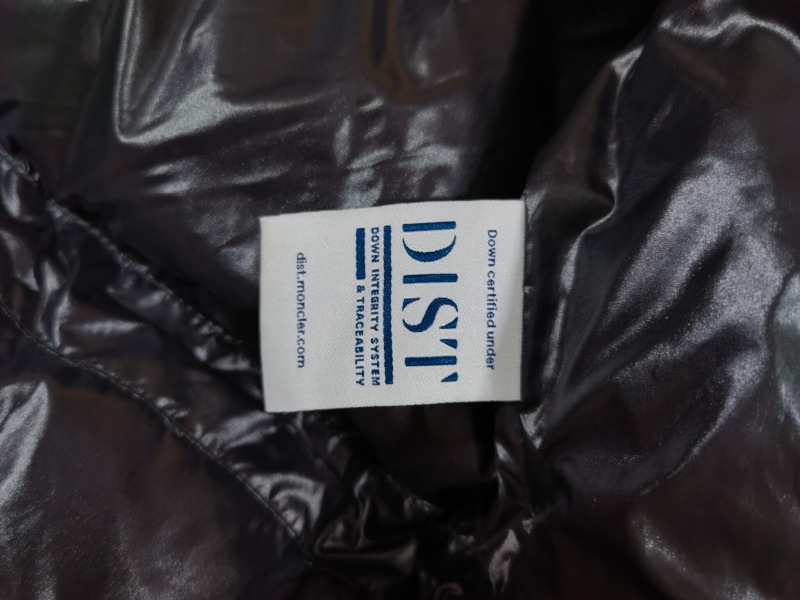 Down certified under
DIST
DOWN INTEGRITY SYSTEM
& TRACEABILITY
dist.moncler.com